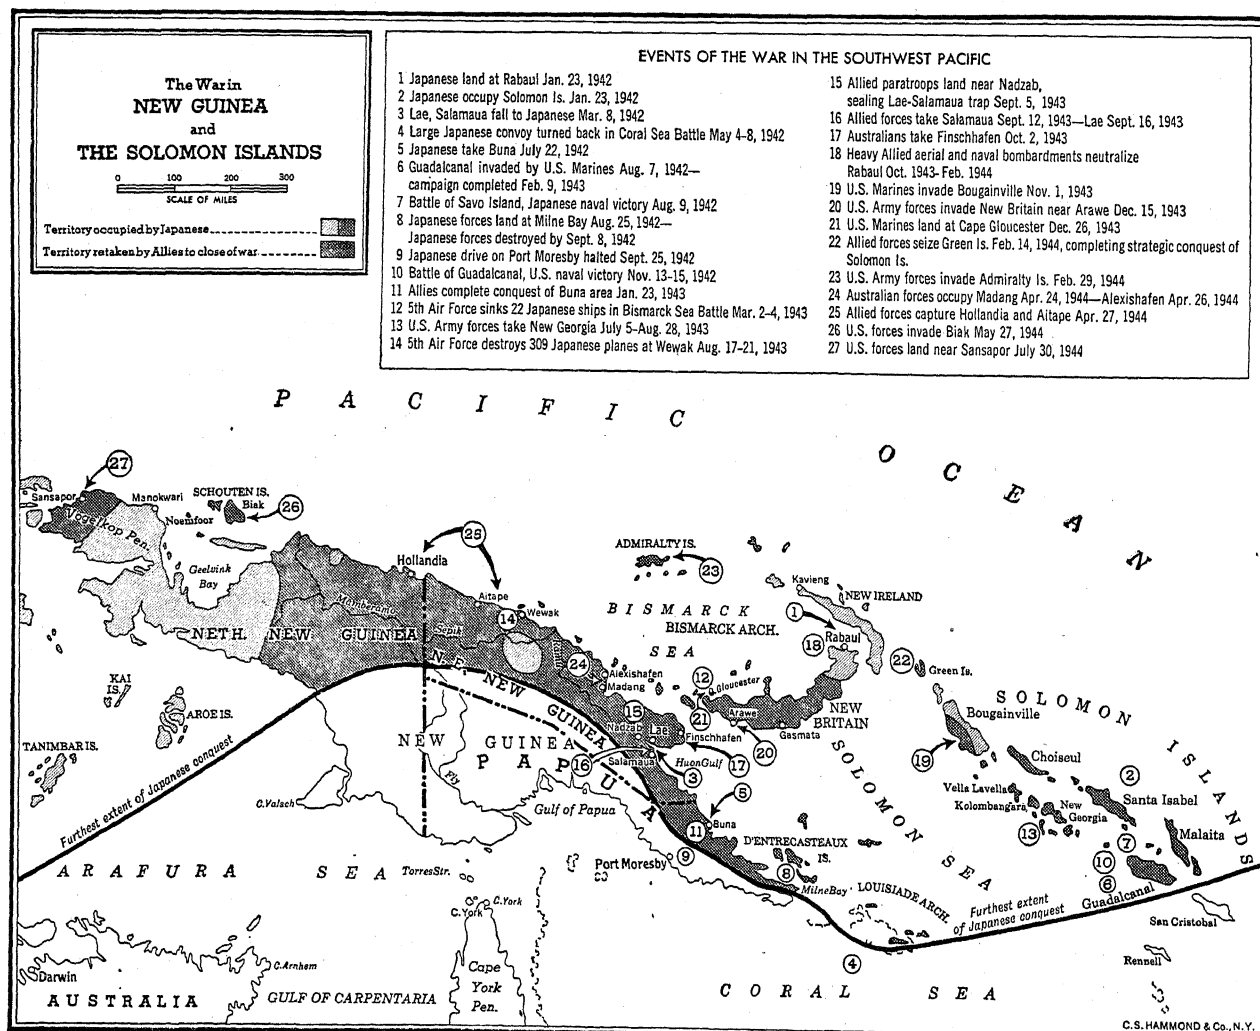 The War in
NEW GUINEA
and
THE SOLOMON ISLANDS
0 100 200 300
SCALE OF MILES
Territory occupied by Japanese
Territory retaken by Allies to close of war
EVENTS OF THE WAR IN THE SOUTHWEST PACIFIC
1 Japanese land at Rabaul Jan. 23, 1942
2 Japanese occupy Solomon Is. Jan. 23, 1942
3 Lae, Salamaua fall to Japanese Mar. 8, 1942
4 Large Japanese convoy turned back in Coral Sea Battle May 4-8, 1942
5 Japanese take Buna July 22, 1942
6 Guadalcanal invaded by U.S. Marines Aug. 7, 1942—
campaign completed Feb. 9, 1943
7 Battle of Savo Island, Japanese naval victory Aug. 9, 1942
8 Japanese forces land at Milne Bay Aug. 25, 1942—
Japanese forces destroyed by Sept. 8, 1942
9 Japanese drive on Port Moresby halted Sept. 25, 1942
10 Battle of Guadalcanal, U.S. naval victory Nov. 13-15, 1942
11 Allies complete conquest of Buna area Jan. 23, 1943
12 5th Air Force sinks 22 Japanese ships in Bismarck Sea Battle Mar. 2-4, 1943
13 U.S. Army forces take New Georgia July 5-Aug. 28, 1943
14 5th Air Force destroys 309 Japanese planes at Wewak Aug. 17-21, 1943
15 Allied paratroops land near Nadzab,
sealing Lae-Salamaua trap Sept. 5, 1943
16 Allied forces take Salamaua Sept. 12, 1943—Lae Sept. 16, 1943
17 Australians take Finschhafen Oct. 2, 1943
18 Heavy Allied aerial and naval bombardments neutralize
Rabaul Oct. 1943- Feb. 1944
19 U.S. Marines invade Bougainville Nov. 1, 1943
20 U.S. Army forces invade New Britain near Arawe Dec. 15, 1943
21 U.S. Marines land at Cape Gloucester Dec. 26, 1943
22 Allied forces seize Green Is. Feb. 14, 1944, completing strategic conquest of
Solomon Is.
23 U.S. Army forces invade Admiralty Is. Feb. 29, 1944
24 Australian forces occupy Madang Apr. 24, 1944—Alexishafen Apr. 26, 1944
25 Allied forces capture Hollandia and Aitape Apr. 27, 1944
26 U.S. forces invade Biak May 27, 1944
27 U.S. forces land near Sansapor July 30, 1944
PACIFIC OCEAN
27
Sansapor
Vogelkop Pen.
Manokwari
SCHOUTEN IS.
Biak
26
Noemfoor
Geelvink
Bay
25
Hollandia
Aitape
14
Wewak
Mamberamo
Sepik
NETH. NEW GUINEA
N. E. NEW GUINEA
ADMIRALTY IS.
23
BISMARCK
SEA
BISMARCK ARCH.
Kavieng
NEW IRELAND
1
Rabaul
18
22
Green Is.
24
Alexishafen
Madang
12
Gloucester
21
Arawe
20
Gasmata
NEW
BRITAIN
15
Nadzab
Lae
Finschhafen
16
Salamaua
Huon Gulf
3
17
KAI
IS.
AROE IS.
TANIMBAR IS.
Furthest extent of Japanese conquest
C. Valsch
NEW GUINEA
PAPUA
Fly
Gulf of Papua
5
Buna
11
9
Port Moresby
D'ENTRECASTEAUX
IS.
8
Milne Bay
LOUISIADE ARCH.
SOLOMON SEA
SOLOMON ISLANDS
Bougainville
19
Choiseul
2
Vella Lavella
Kolombangara
New
Georgia
13
Santa Isabel
Malaita
7
10
6
Guadalcanal
Furthest extent
of Japanese conquest
San Cristobal
Rennell
4
ARAFURA SEA
Torres Str.
C. York
C. York
Cape
York
Pen.
C. Arnhem
Darwin
AUSTRALIA
GULF OF CARPENTARIA
CORAL SEA
C.S. HAMMOND & Co., N.Y.